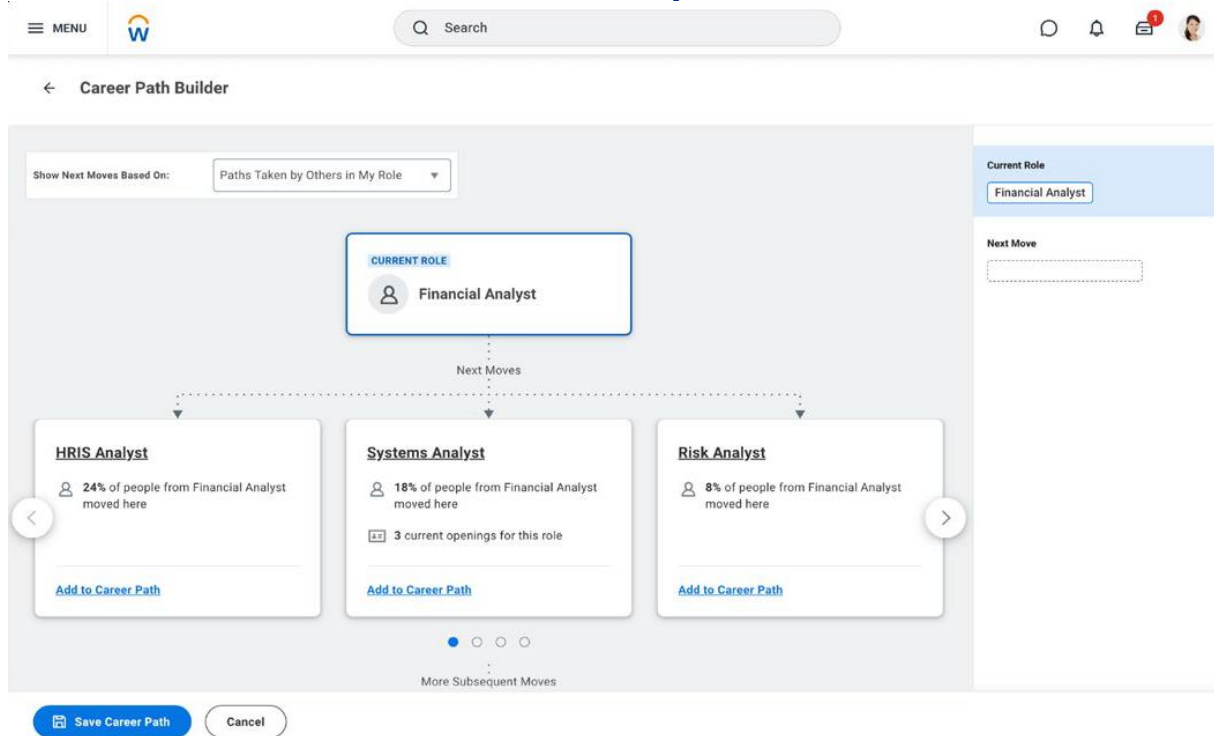 MENU
Search
1
Career Path Builder
Show Next Moves Based On:
Paths Taken by Others in My Role
CURRENT ROLE
Financial Analyst
Next Moves
HRIS Analyst
24% of people from Financial Analyst
moved here
Add to Career Path
Systems Analyst
18% of people from Financial Analyst
moved here
3 current openings for this role
Add to Career Path
Risk Analyst
8% of people from Financial Analyst
moved here
Add to Career Path
More Subsequent Moves
Current Role
Financial Analyst
Next Move
Save Career Path
Cancel